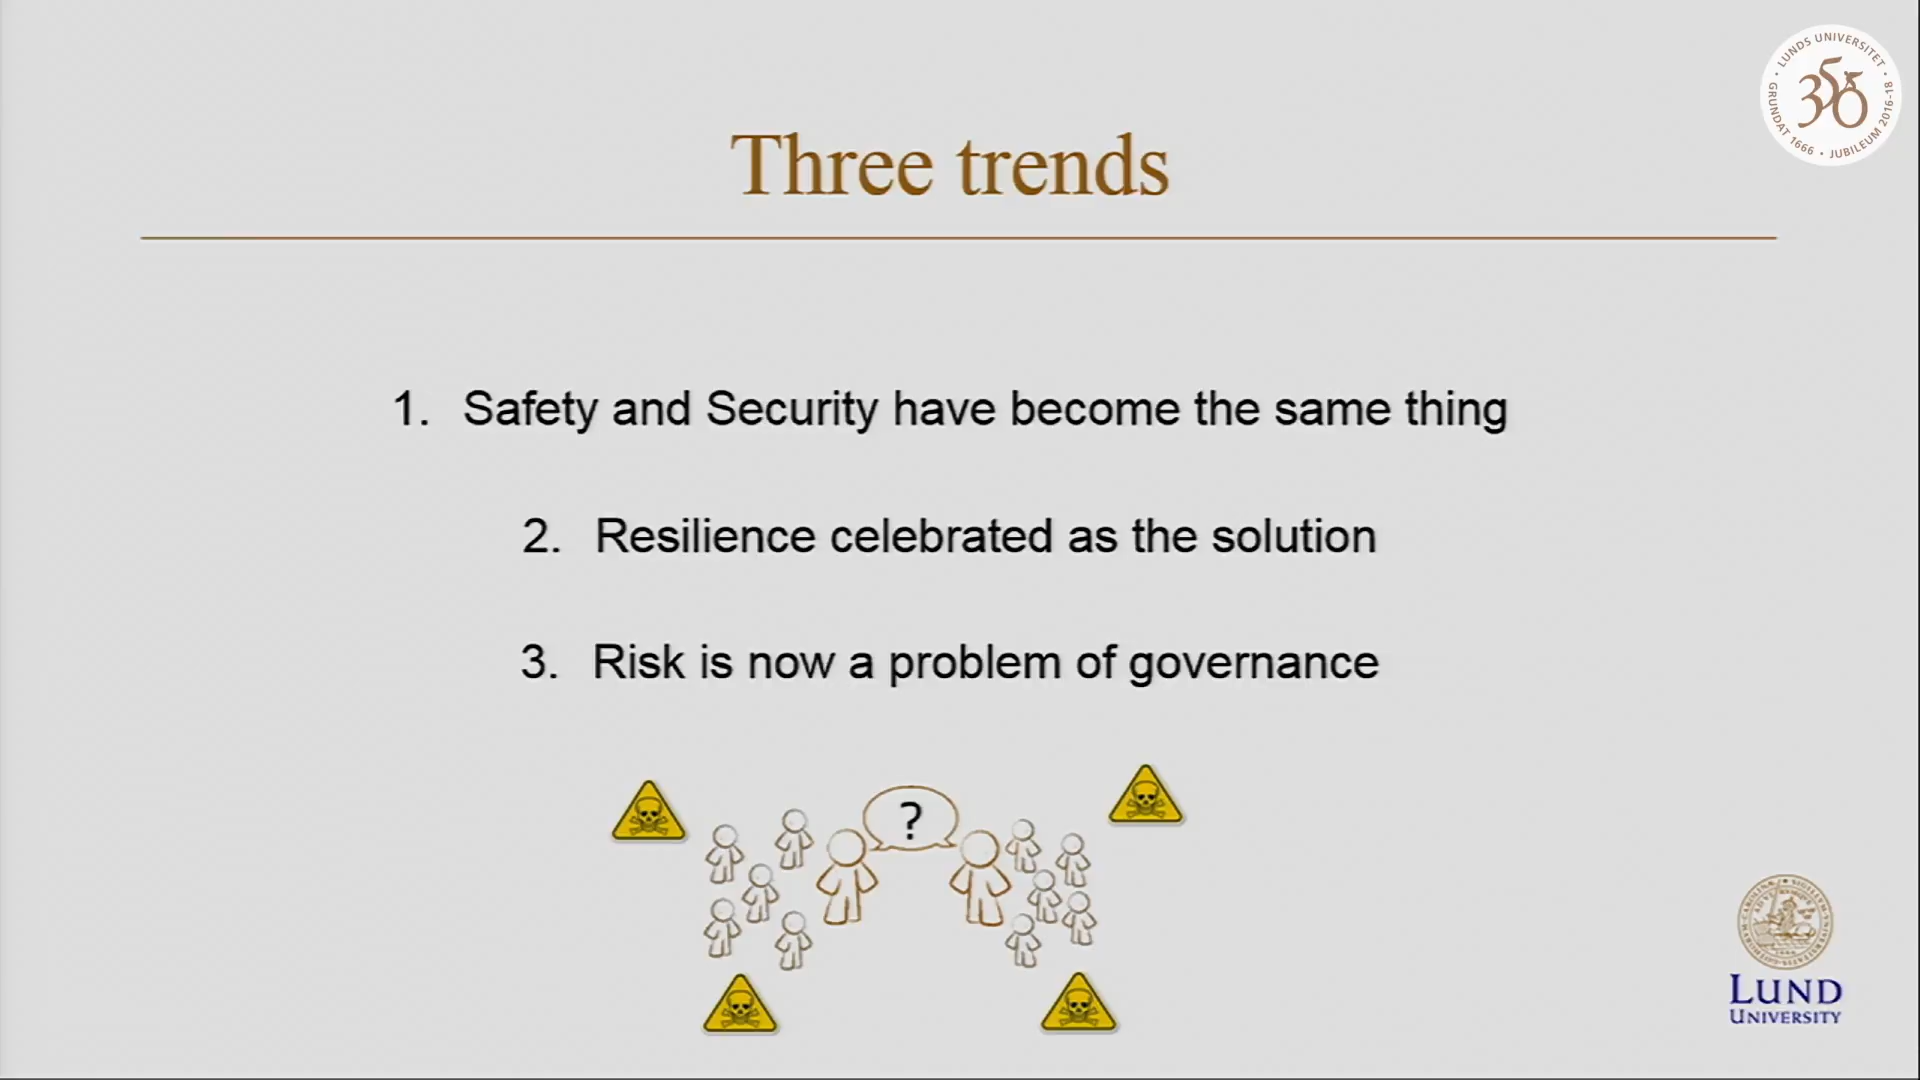 LUNDS UNIVERSITET
GRUNDAT 1666 • JUBILEUM 2016-18
350
Three trends
1. Safety and Security have become the same thing
2. Resilience celebrated as the solution
3. Risk is now a problem of governance
?
LUND
UNIVERSITY